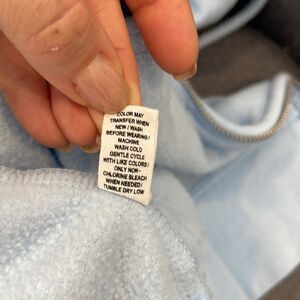 COLOR MAY
TRANSFER WHEN
NEW / WASH
BEFORE WEARING /
MACHINE
WASH COLD
GENTLE CYCLE
WITH LIKE COLORS /
ONLY NON-
CHLORINE BLEACH
WHEN NEEDED /
TUMBLE DRY LOW